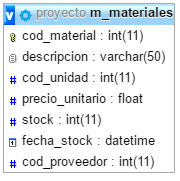 v proyecto m_materiales
cod_material : int(11)
descripcion : varchar(50)
# cod_unidad : int(11)
# precio_unitario : float
# stock : int(11)
fecha_stock : datetime
# cod_proveedor : int(11)